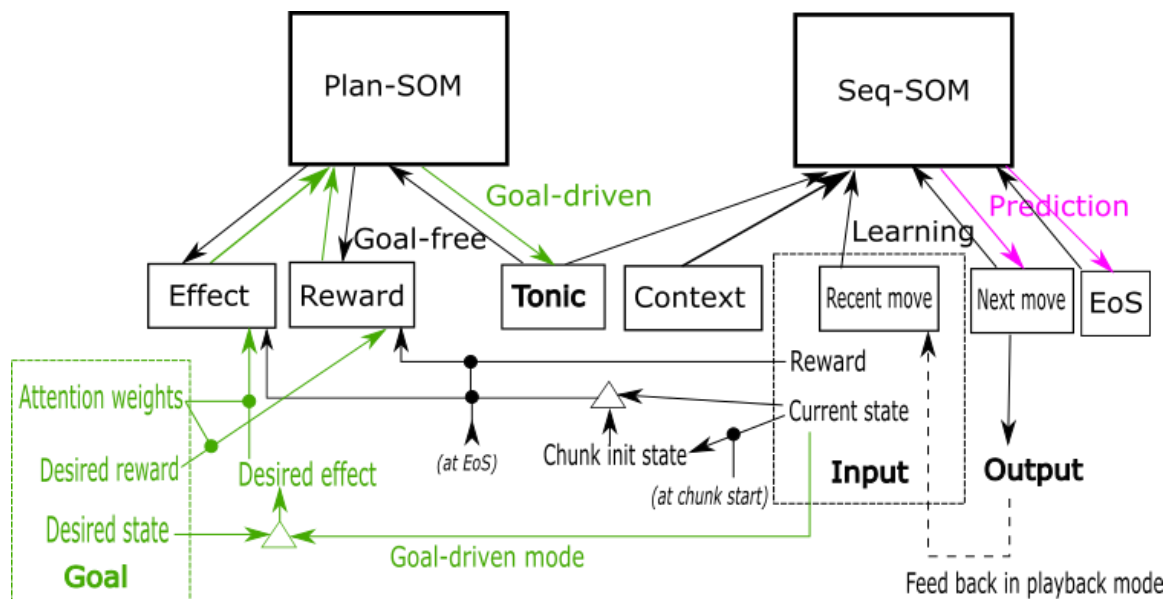 Plan-SOM
Seq-SOM
Goal-driven
Prediction
Goal-free
Learning
Effect
Reward
Tonic
Context
Recent move
Next move
EoS
Reward
Attention weights
Current state
Chunk init state
(at EoS)
Desired reward
Desired effect
(at chunk start)
Input
Output
Desired state
Goal-driven mode
Goal
Feed back in playback mode